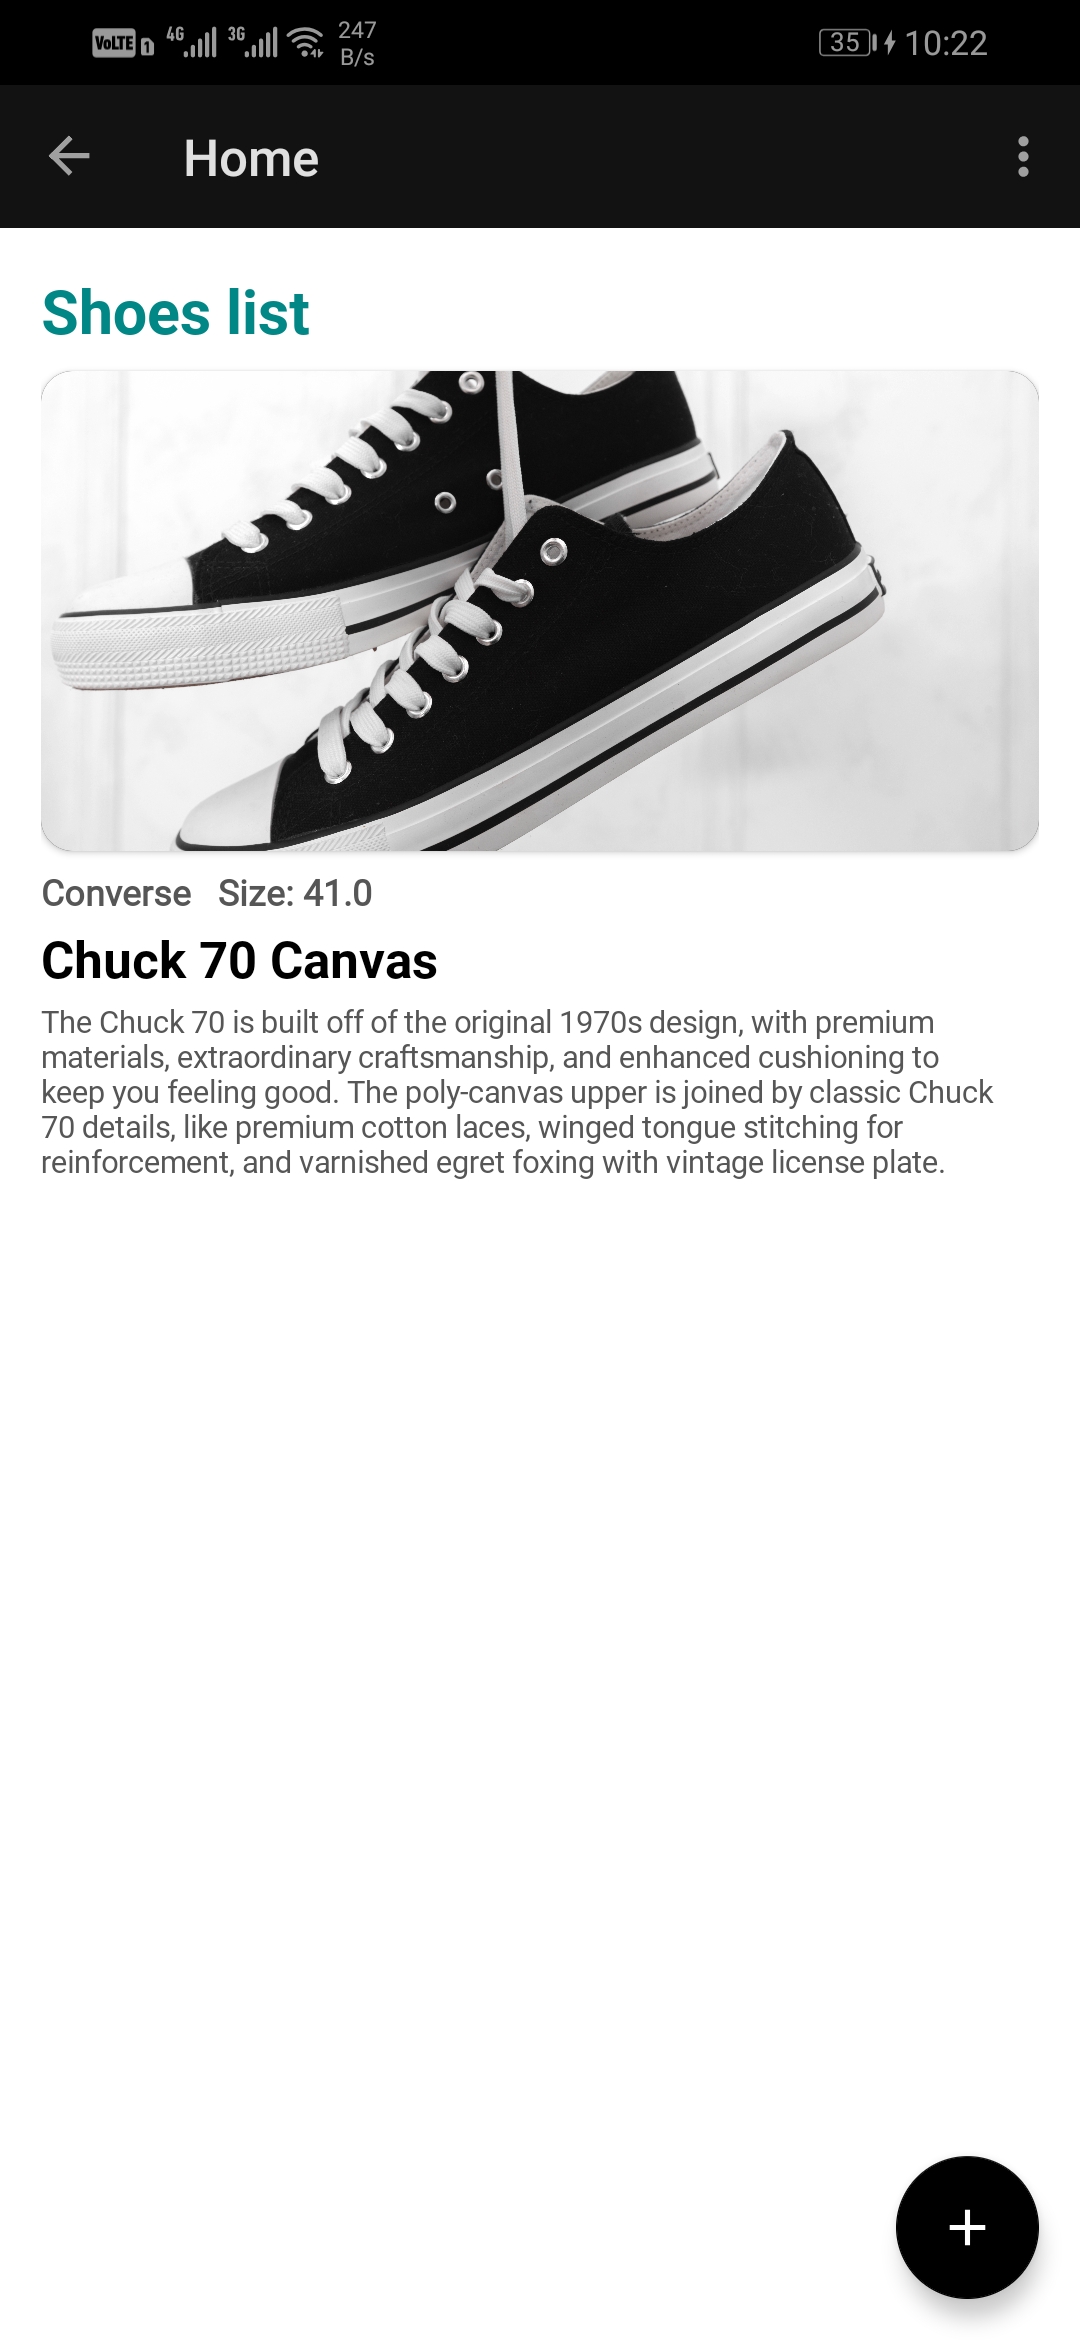 VoLTE 1 4G 3G 247 B/s 35 10:22
Home
Shoes list
Converse Size: 41.0
Chuck 70 Canvas
The Chuck 70 is built off of the original 1970s design, with premium
materials, extraordinary craftsmanship, and enhanced cushioning to
keep you feeling good. The poly-canvas upper is joined by classic Chuck
70 details, like premium cotton laces, winged tongue stitching for
reinforcement, and varnished egret foxing with vintage license plate.